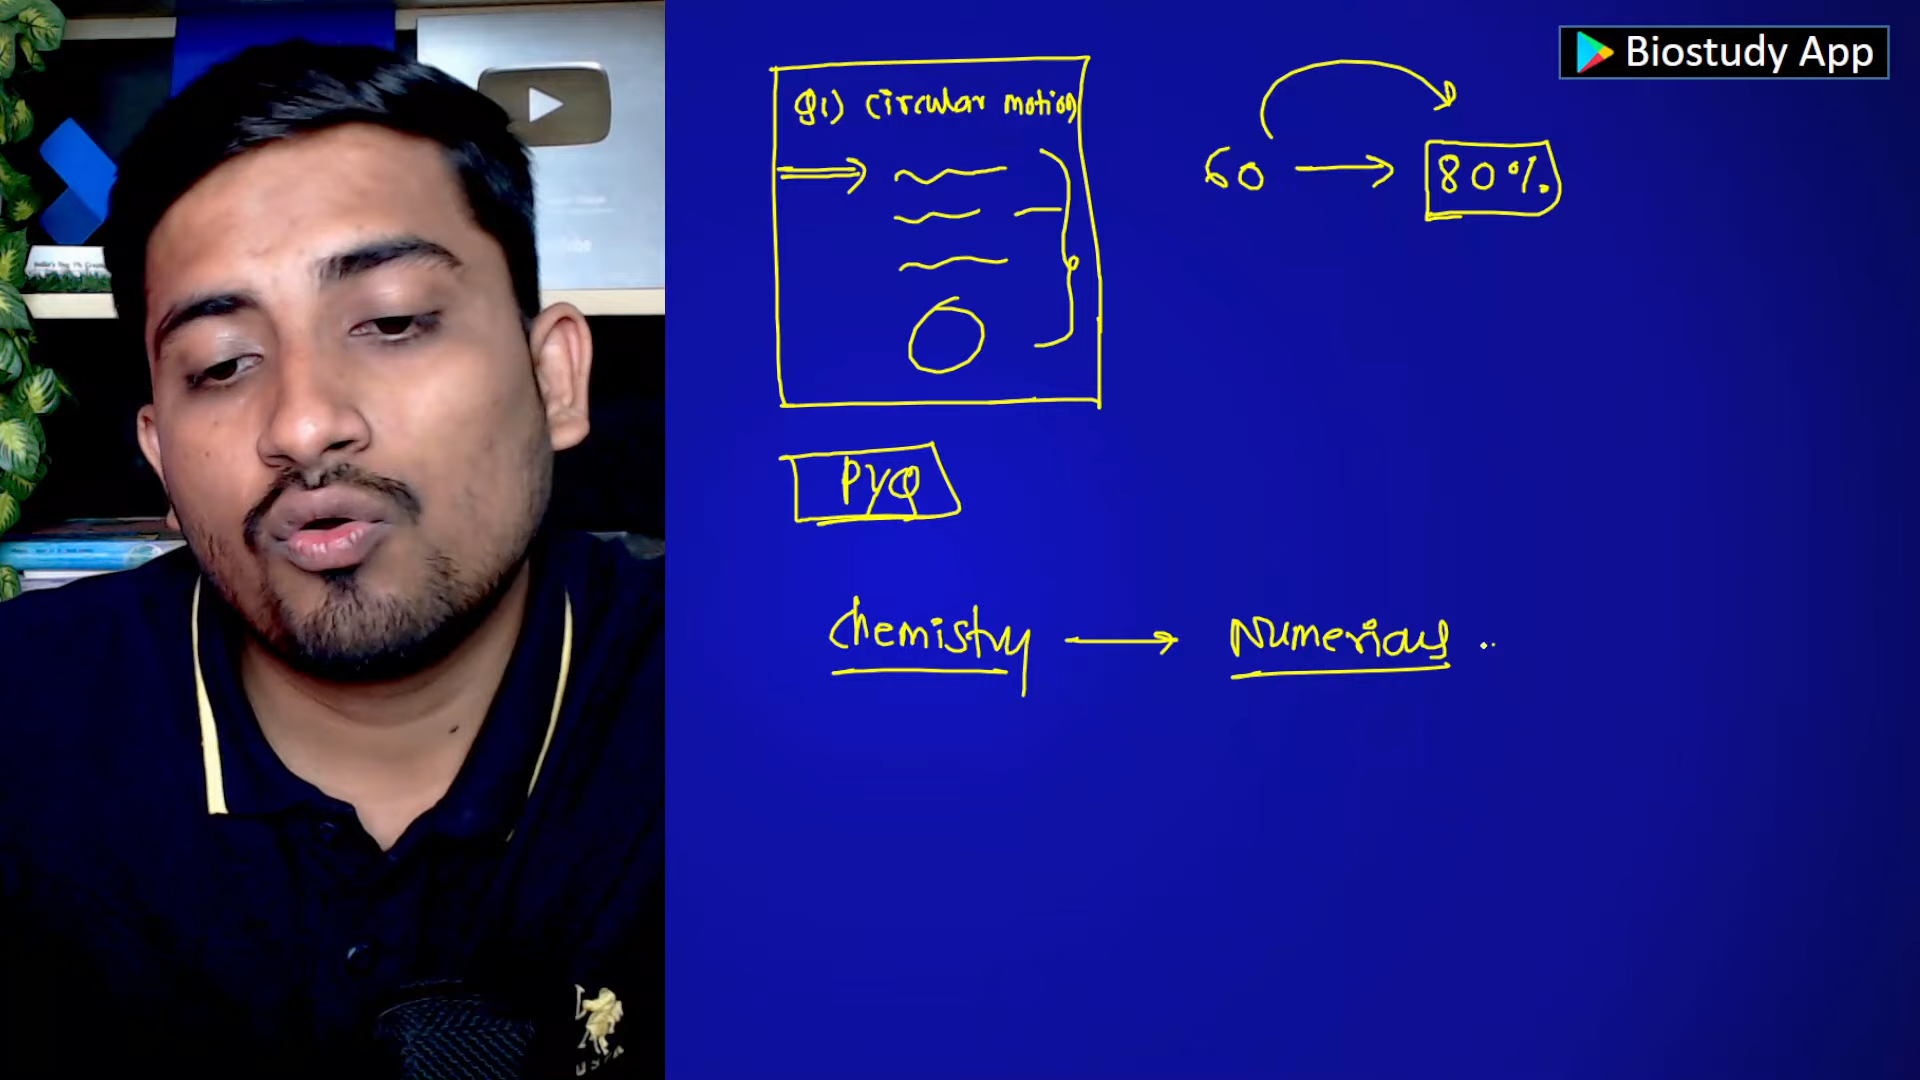 Biostudy App
Q1) circular motion
60 → 80%
PYQ
Chemistry → Numericals ..